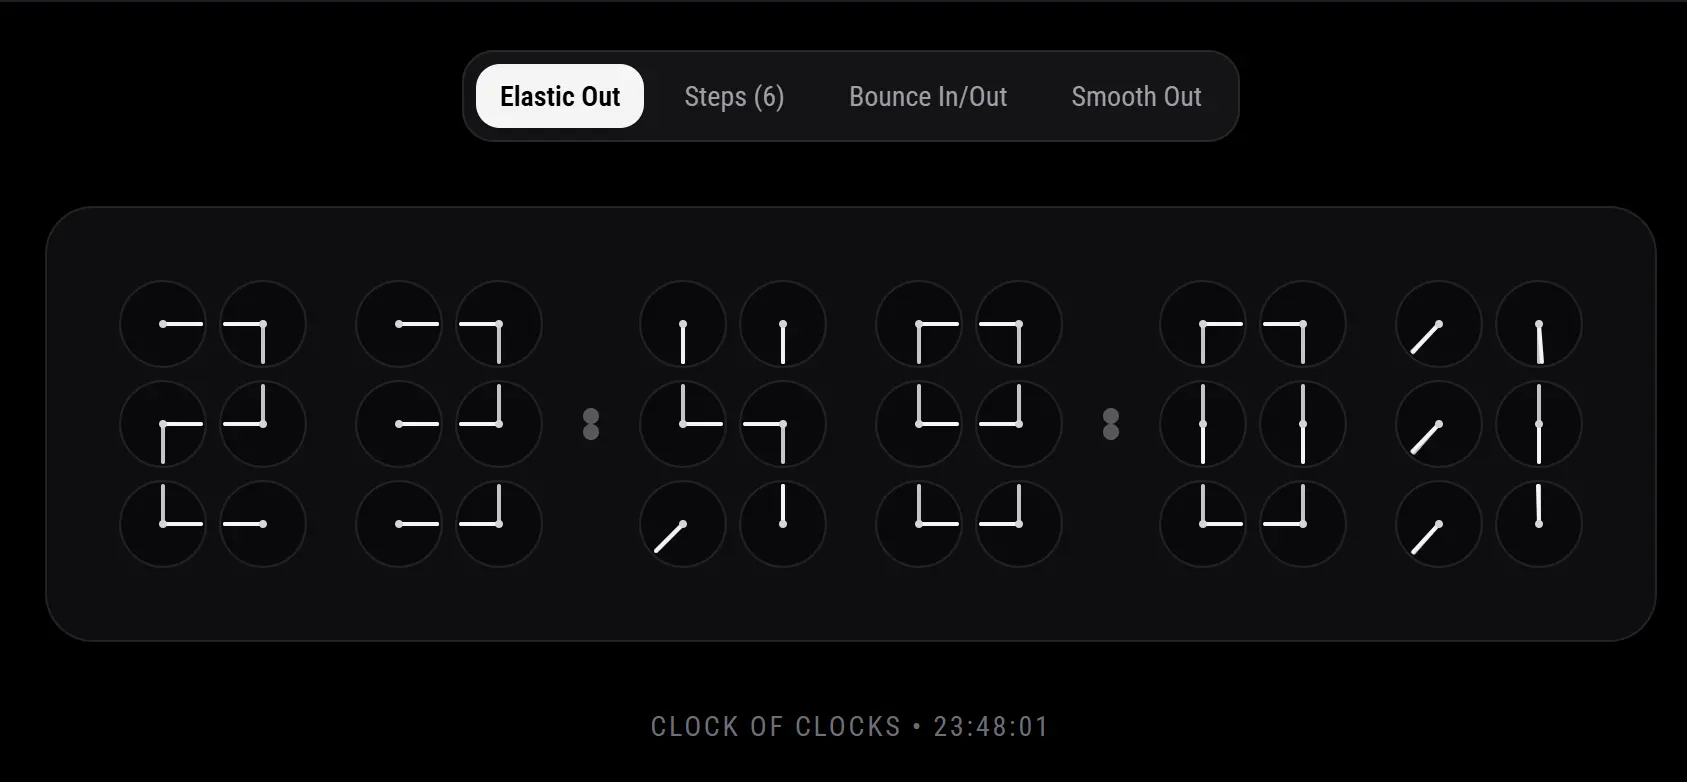 Elastic Out Steps (6) Bounce In/Out Smooth Out
CLOCK OF CLOCKS • 23:48:01